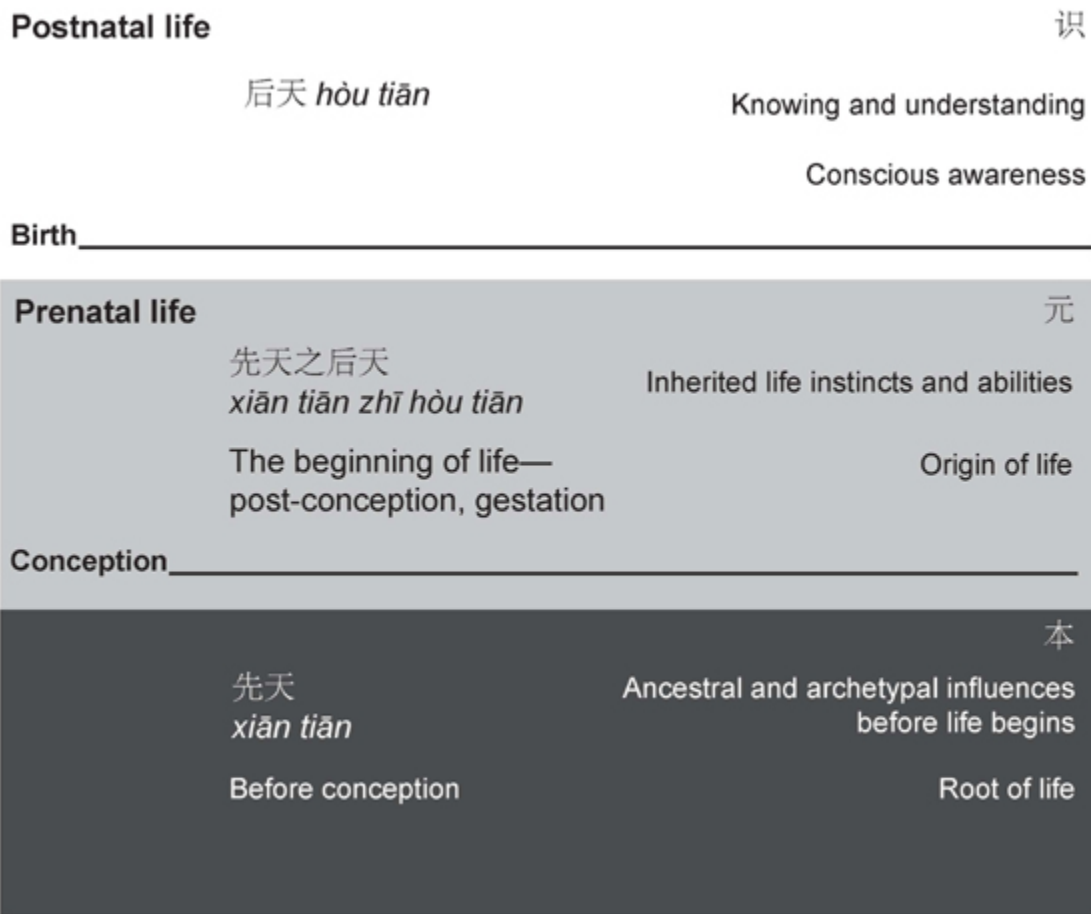 Postnatal life 识
后天 hòu tiān
Knowing and understanding
Conscious awareness
Birth
Prenatal life 元
先天之后天
xiān tiān zhī hòu tiān
Inherited life instincts and abilities
The beginning of life—
post-conception, gestation
Origin of life
Conception
本
先天
xiān tiān
Ancestral and archetypal influences
before life begins
Before conception
Root of life